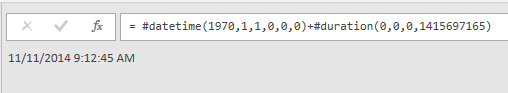 fx = #datetime(1970,1,1,0,0,0)+#duration(0,0,0,1415697165)
11/11/2014 9:12:45 AM